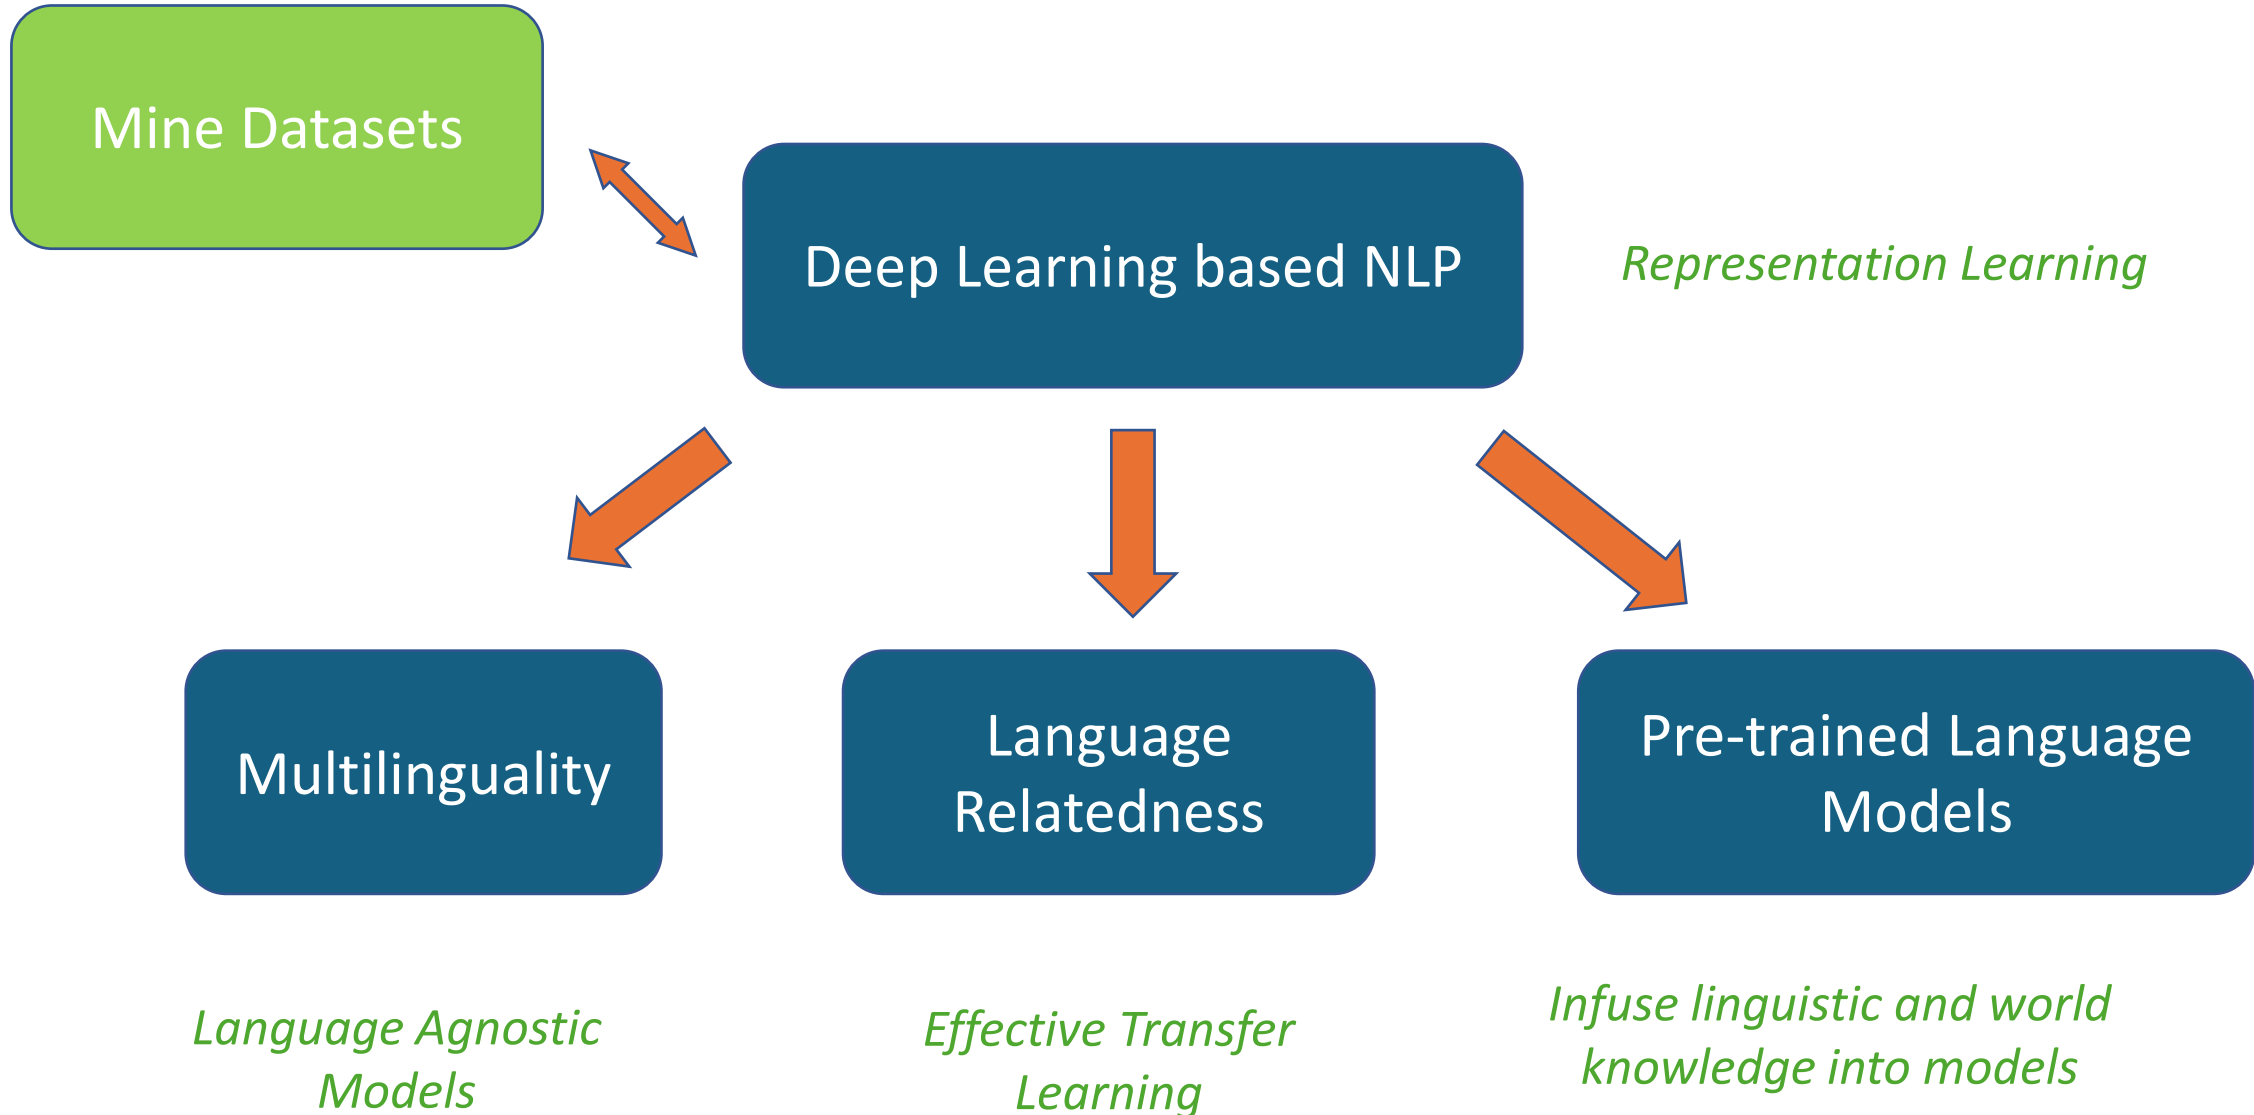 Mine Datasets
Deep Learning based NLP
Representation Learning
Multilinguality
Language
Relatedness
Pre-trained Language
Models
Language Agnostic
Models
Effective Transfer
Learning
Infuse linguistic and world
knowledge into models